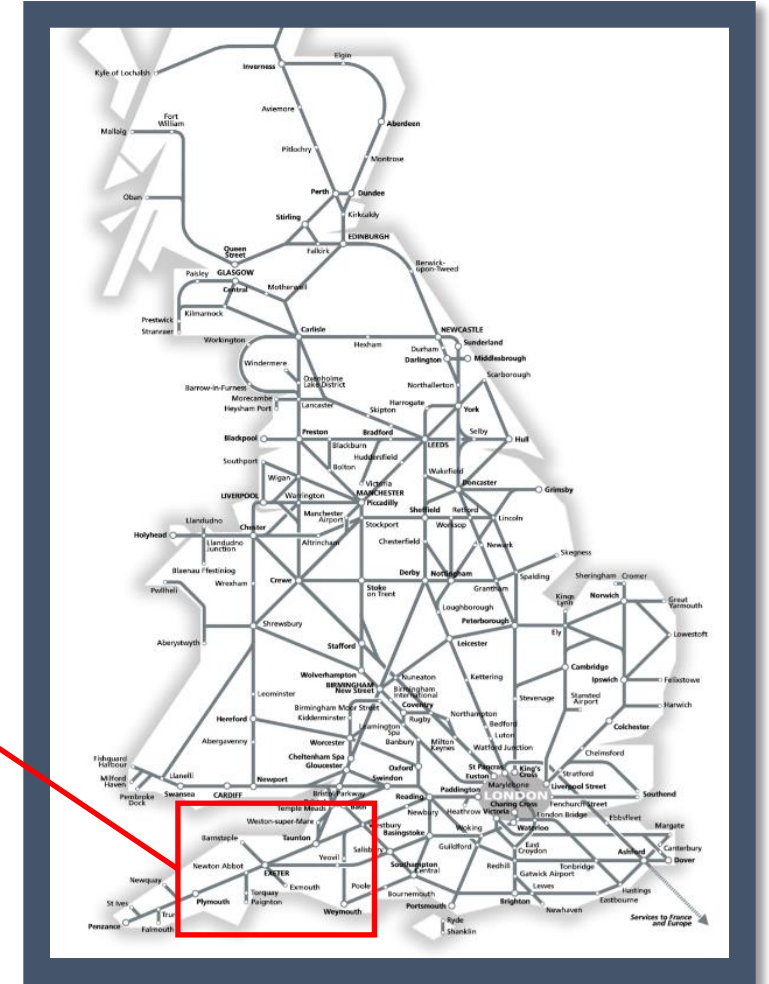 Elgin
Inverness
Kyle of Lochalsh
Aviemore
Fort
William
Aberdeen
Mallaig
Pitlochry
Montrose
Perth
Dundee
Oban
Stirling
Kirkcaldy
EDINBURGH
Queen
Street
Falkirk
Berwick-
upon-Tweed
Paisley
GLASGOW
Central
Motherwell
Kilmarnock
Prestwick
Stranraer
Carlisle
NEWCASTLE
Sunderland
Workington
Hexham
Durham
Darlington
Middlesbrough
Windermere
Scarborough
Oxenholme
Lake District
Northallerton
Barrow-in-Furness
Morecambe
Heysham Port
Lancaster
Harrogate
York
Skipton
Blackpool
Preston
Bradford
Selby
Hull
Blackburn
LEEDS
Huddersfield
Southport
Bolton
Wakefield
Wigan
Victoria
Doncaster
MANCHESTER
Piccadilly
Grimsby
LIVERPOOL
Warrington
Manchester
Airport
Sheffield
Retford
Llandudno
Stockport
Worksop
Lincoln
Holyhead
Chester
Llandudno
Junction
Altrincham
Chesterfield
Newark
Skegness
Blaenau Ffestiniog
Derby
Nottingham
Wrexham
Crewe
Stoke
on Trent
Grantham
Spalding
Sheringham
Cromer
Pwllheli
Kings
Lynn
Norwich
Great
Yarmouth
Loughborough
Shrewsbury
Peterborough
Ely
Lowestoft
Aberystwyth
Stafford
Leicester
Wolverhampton
Nuneaton
Kettering
Cambridge
BIRMINGHAM
New Street
Birmingham
International
Ipswich
Felixstowe
Leominster
Birmingham Moor Street
Coventry
Stevenage
Stansted
Airport
Harwich
Kidderminster
Rugby
Northampton
Hereford
Leamington
Spa
Bedford
Colchester
Abergavenny
Worcester
Banbury
Milton
Keynes
Luton
Watford Junction
Chelmsford
Fishguard
Harbour
Cheltenham Spa
Gloucester
Oxford
St Pancras
King's
Cross
Stratford
Milford
Haven
Llanelli
Newport
Swindon
Euston
Marylebone
Liverpool Street
Pembroke
Dock
Swansea
CARDIFF
Bristol Parkway
Paddington
LONDON
Southend
Temple Meads
Bath
Reading
Heathrow
Victoria
Charing Cross
Fenchurch Street
Weston-super-Mare
Newbury
London Bridge
Ebbsfleet
Westbury
Basingstoke
Waterloo
Margate
Barnstaple
Taunton
Woking
East
Croydon
Canterbury
Yeovil
Salisbury
Guildford
Ashford
Dover
Newton Abbot
Southampton
Central
Redhill
Tonbridge
EXETER
Gatwick Airport
Newquay
Torquay
Paignton
Exmouth
Poole
Bournemouth
Lewes
Hastings
Eastbourne
St Ives
Plymouth
Weymouth
Portsmouth
Brighton
Newhaven
Truro
Ryde
Shanklin
Services to France
and Europe
Penzance
Falmouth